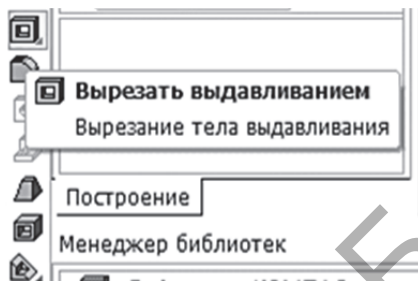 Вырезать выдавливанием
Вырезание тела выдавливания
Построение
Менеджер библиотек